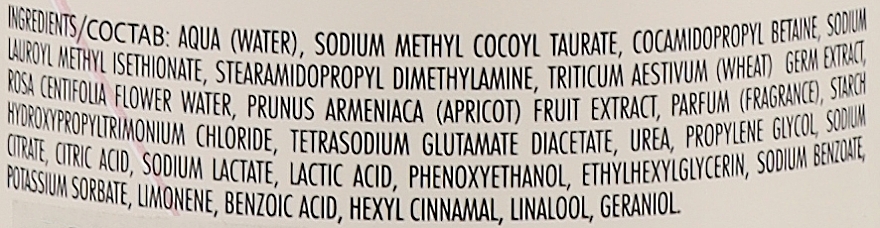 INGREDIENTS/СОСТАВ: AQUA (WATER), SODIUM METHYL COCOYL TAURATE, COCAMIDOPROPYL BETAINE, SODIUM
LAUROYL METHYL ISETHIONATE, STEARAMIDOPROPYL DIMETHYLAMINE, TRITICUM AESTIVUM (WHEAT) GERM EXTRACT,
ROSA CENTIFOLIA FLOWER WATER, PRUNUS ARMENIACA (APRICOT) FRUIT EXTRACT, PARFUM (FRAGRANCE), STARCH
HYDROXYPROPYLTRIMONIUM CHLORIDE, TETRASODIUM GLUTAMATE DIACETATE, UREA, PROPYLENE GLYCOL, SODIUM
CITRATE, CITRIC ACID, SODIUM LACTATE, LACTIC ACID, PHENOXYETHANOL, ETHYLHEXYLGLYCERIN, SODIUM BENZOATE,
POTASSIUM SORBATE, LIMONENE, BENZOIC ACID, HEXYL CINNAMAL, LINALOOL, GERANIOL.